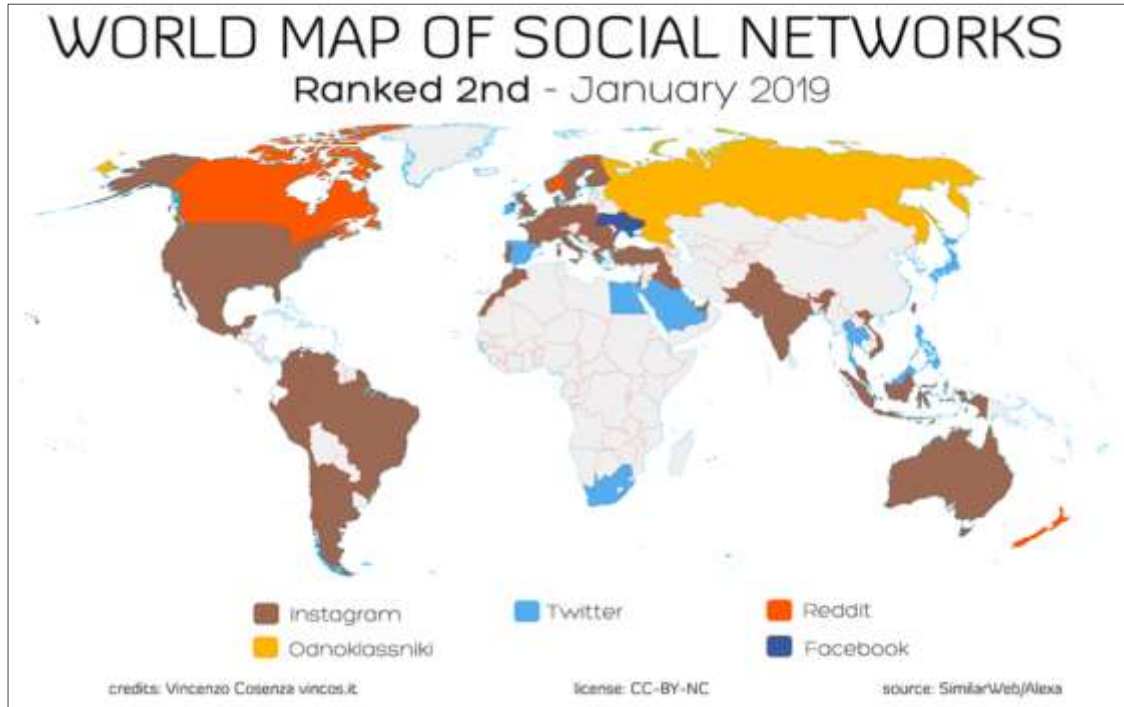 WORLD MAP OF SOCIAL NETWORKS
Ranked 2nd - January 2019
Instagram
Twitter
Reddit
Odnoklassniki
Facebook
credits: Vincenzo Cosenza vincos.it
license: CC-BY-NC
source: SimilarWeb/Alexa